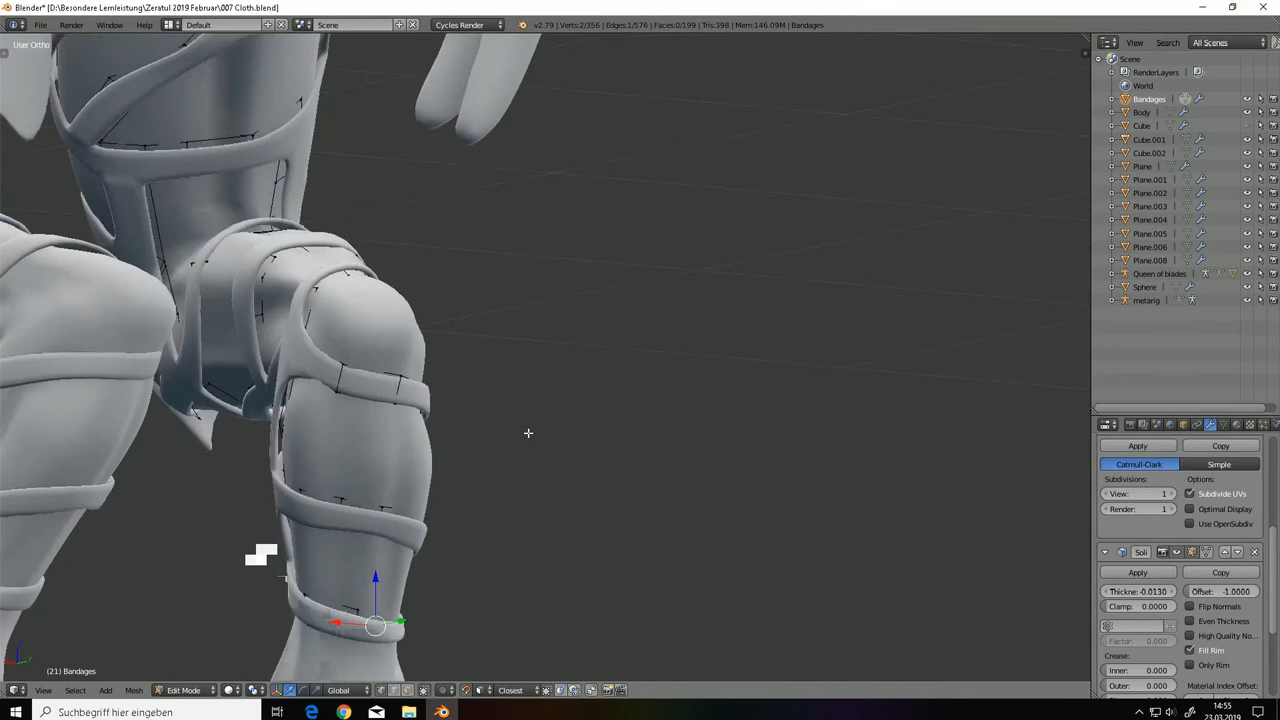 Blender* [D:\Besondere Lernleistung\Zeratul 2019 Februar\007 Cloth.blend]
File Render Window Help Default Scene Cycles Render v2.79 | Verts:2/356 | Edges:1/576 | Faces:0/199 | Tris:398 | Mem:146.09M | Bandages
User Ortho
View Search All Scenes
Scene
RenderLayers
World
Bandages
Body
Cube
Cube.001
Cube.002
Plane
Plane.001
Plane.002
Plane.003
Plane.004
Plane.005
Plane.006
Plane.008
Queen of blades
Sphere
metarig
Apply Copy
Catmull-Clark Simple
Subdivisions: Options:
View: 1 Subdivide UVs
Render: 1 Optimal Display
Use OpenSubdiv
Soli
Apply Copy
Thickne:-0.0130 Offset: -1.0000
Clamp: 0.0000 Flip Normals
Even Thickness
High Quality No...
Factor: 0.000 Fill Rim
Crease: Only Rim
Inner: 0.000
Outer: 0.000 Material Index Offset:
(21) Bandages
View Select Add Mesh Edit Mode Global Closest
Suchbegriff hier eingeben
14:55
23.03.2019